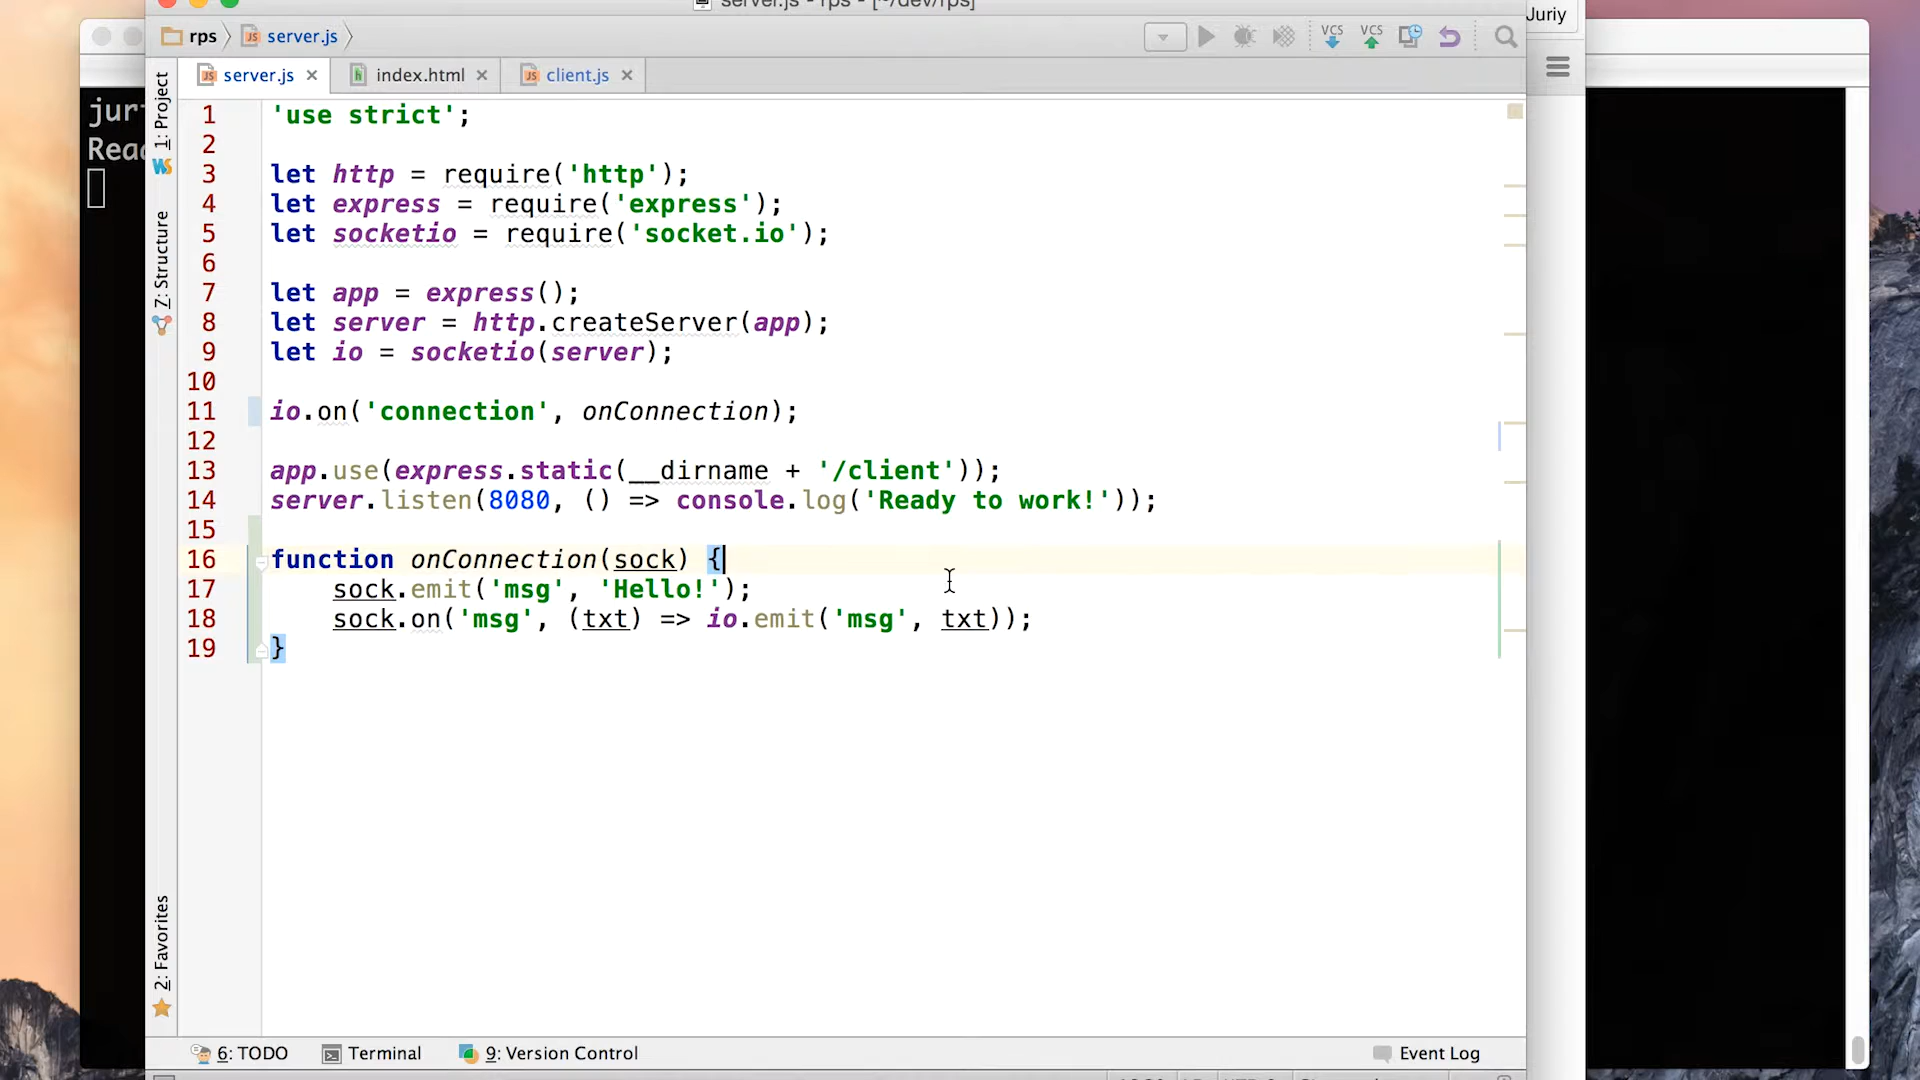 server.js - rps - [~/dev/rps]
Juriy
rps
server.js
VCS
VCS
server.js
index.html
client.js
1: Project
Z: Structure
2: Favorites
1 'use strict';
2
3 let http = require('http');
4 let express = require('express');
5 let socketio = require('socket.io');
6
7 let app = express();
8 let server = http.createServer(app);
9 let io = socketio(server);
10
11 io.on('connection', onConnection);
12
13 app.use(express.static(__dirname + '/client'));
14 server.listen(8080, () => console.log('Ready to work!'));
15
16 function onConnection(sock) {
17 sock.emit('msg', 'Hello!');
18 sock.on('msg', (txt) => io.emit('msg', txt));
19 }
6: TODO
Terminal
9: Version Control
Event Log